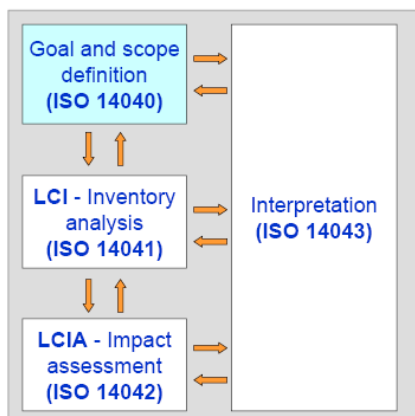 Goal and scope
definition
(ISO 14040)
LCI - Inventory
analysis
(ISO 14041)
Interpretation
(ISO 14043)
LCIA - Impact
assessment
(ISO 14042)